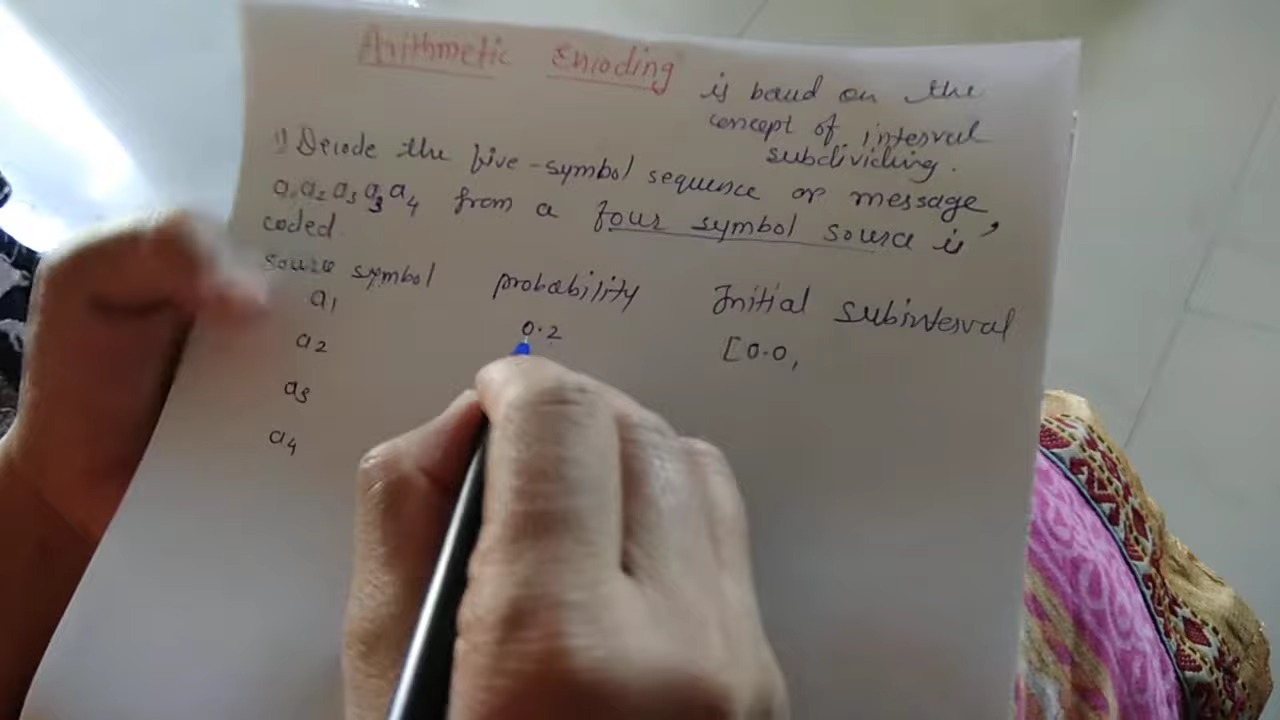 Arithmetic Encoding is based on the
concept of interval
subdividing.
1) Decode the five-symbol sequence or message,
a1a2a3a3a4 from a four symbol source is
coded.
source symbol probability Initial subinterval
a1 0.2 [0.0,
a2
a3
a4